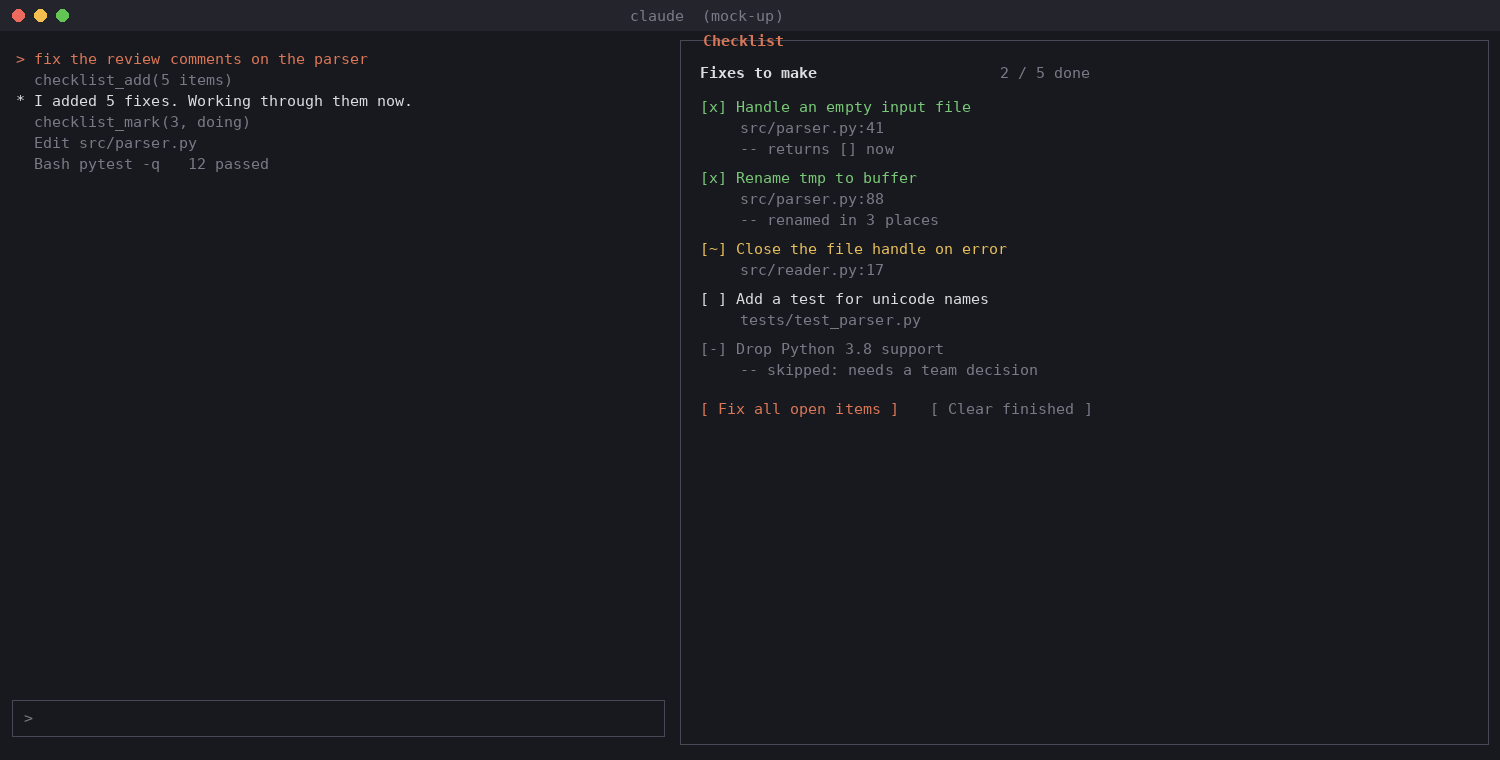 claude  (mock-up)
> fix the review comments on the parser
checklist_add(5 items)
* I added 5 fixes. Working through them now.
checklist_mark(3, doing)
Edit src/parser.py
Bash pytest -q   12 passed
>
Checklist
Fixes to make   2 / 5 done
[x] Handle an empty input file
src/parser.py:41
-- returns [] now
[x] Rename tmp to buffer
src/parser.py:88
-- renamed in 3 places
[~] Close the file handle on error
src/reader.py:17
[ ] Add a test for unicode names
tests/test_parser.py
[-] Drop Python 3.8 support
-- skipped: needs a team decision
[ Fix all open items ]   [ Clear finished ]